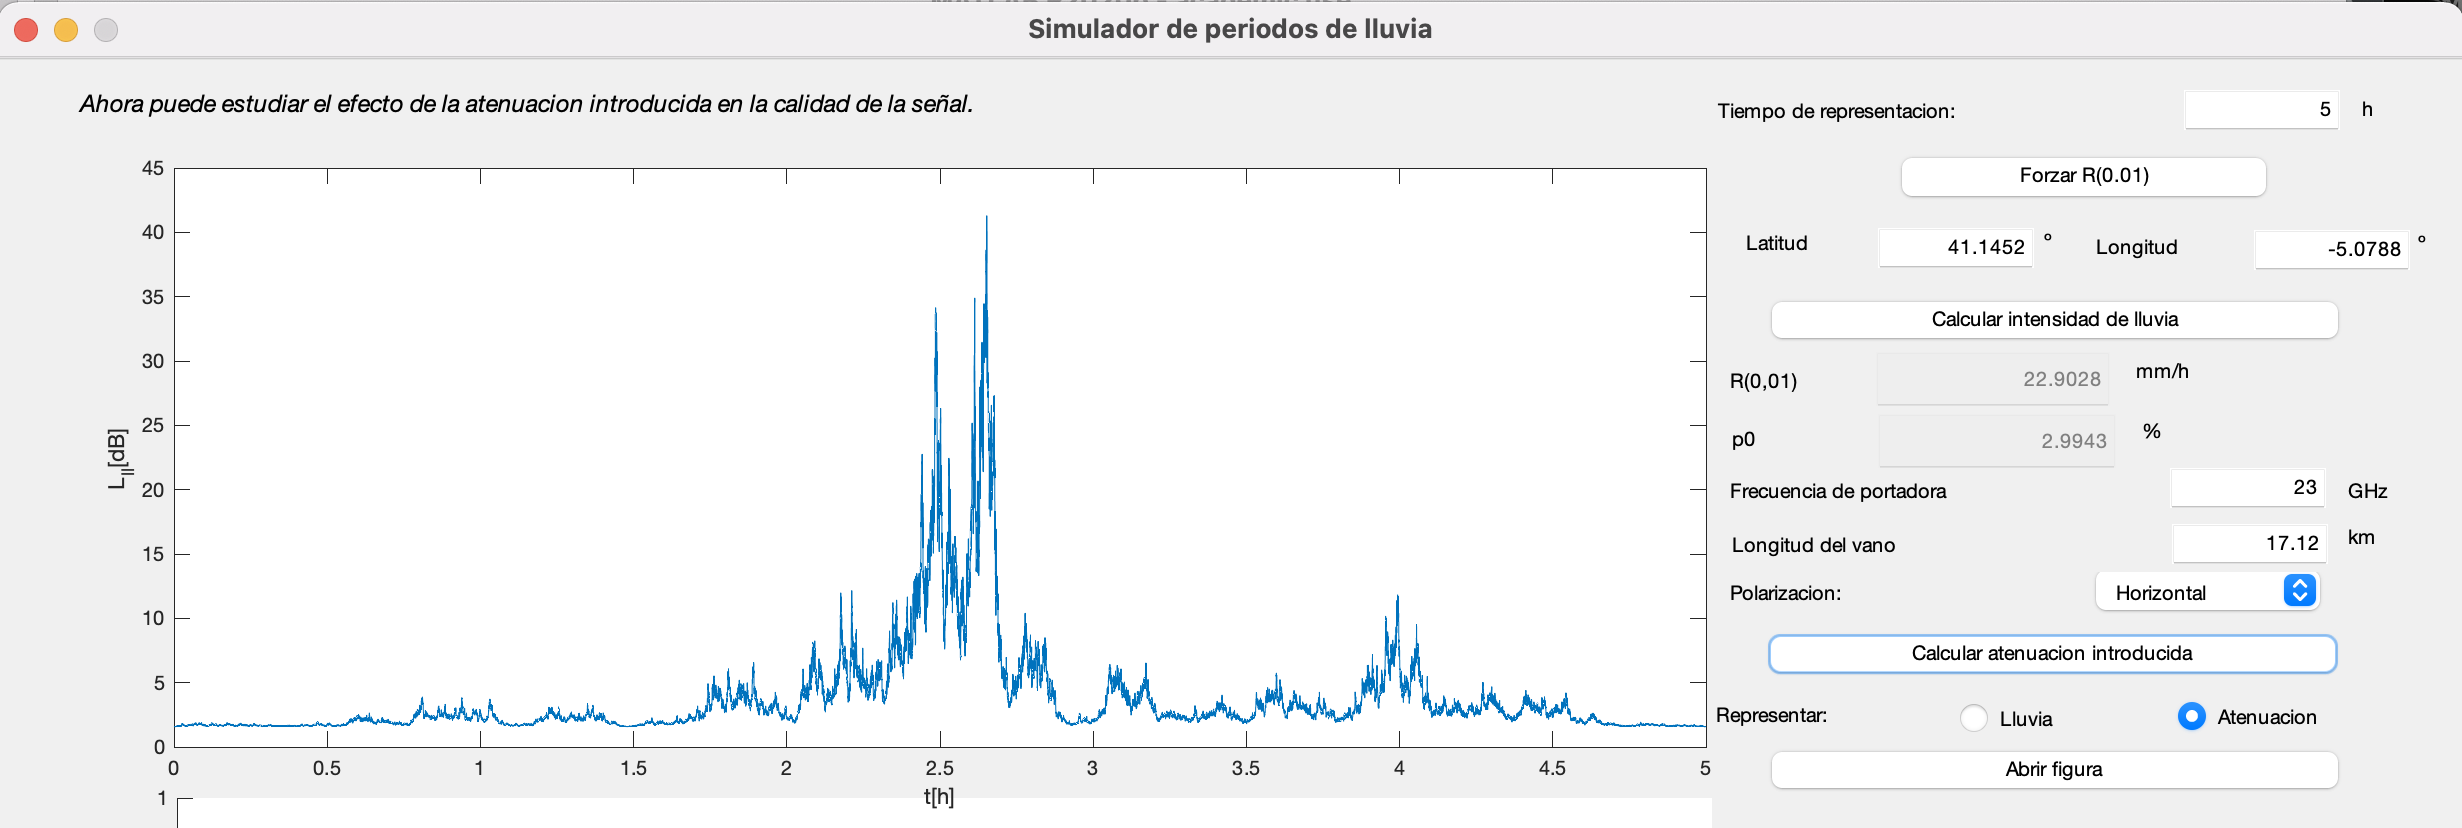 Simulador de periodos de lluvia
Ahora puede estudiar el efecto de la atenuacion introducida en la calidad de la señal.
45
40
35
30
25
20
15
10
5
0
L||[dB]
0 0.5 1 1.5 2 2.5 3 3.5 4 4.5 5
t[h]
1
Tiempo de representacion: 5 h
Forzar R(0.01)
Latitud 41.1452 º Longitud -5.0788 º
Calcular intensidad de lluvia
R(0,01) 22.9028 mm/h
p0 2.9943 %
Frecuencia de portadora 23 GHz
Longitud del vano 17.12 km
Polarizacion: Horizontal
Calcular atenuacion introducida
Representar: Lluvia Atenuacion
Abrir figura